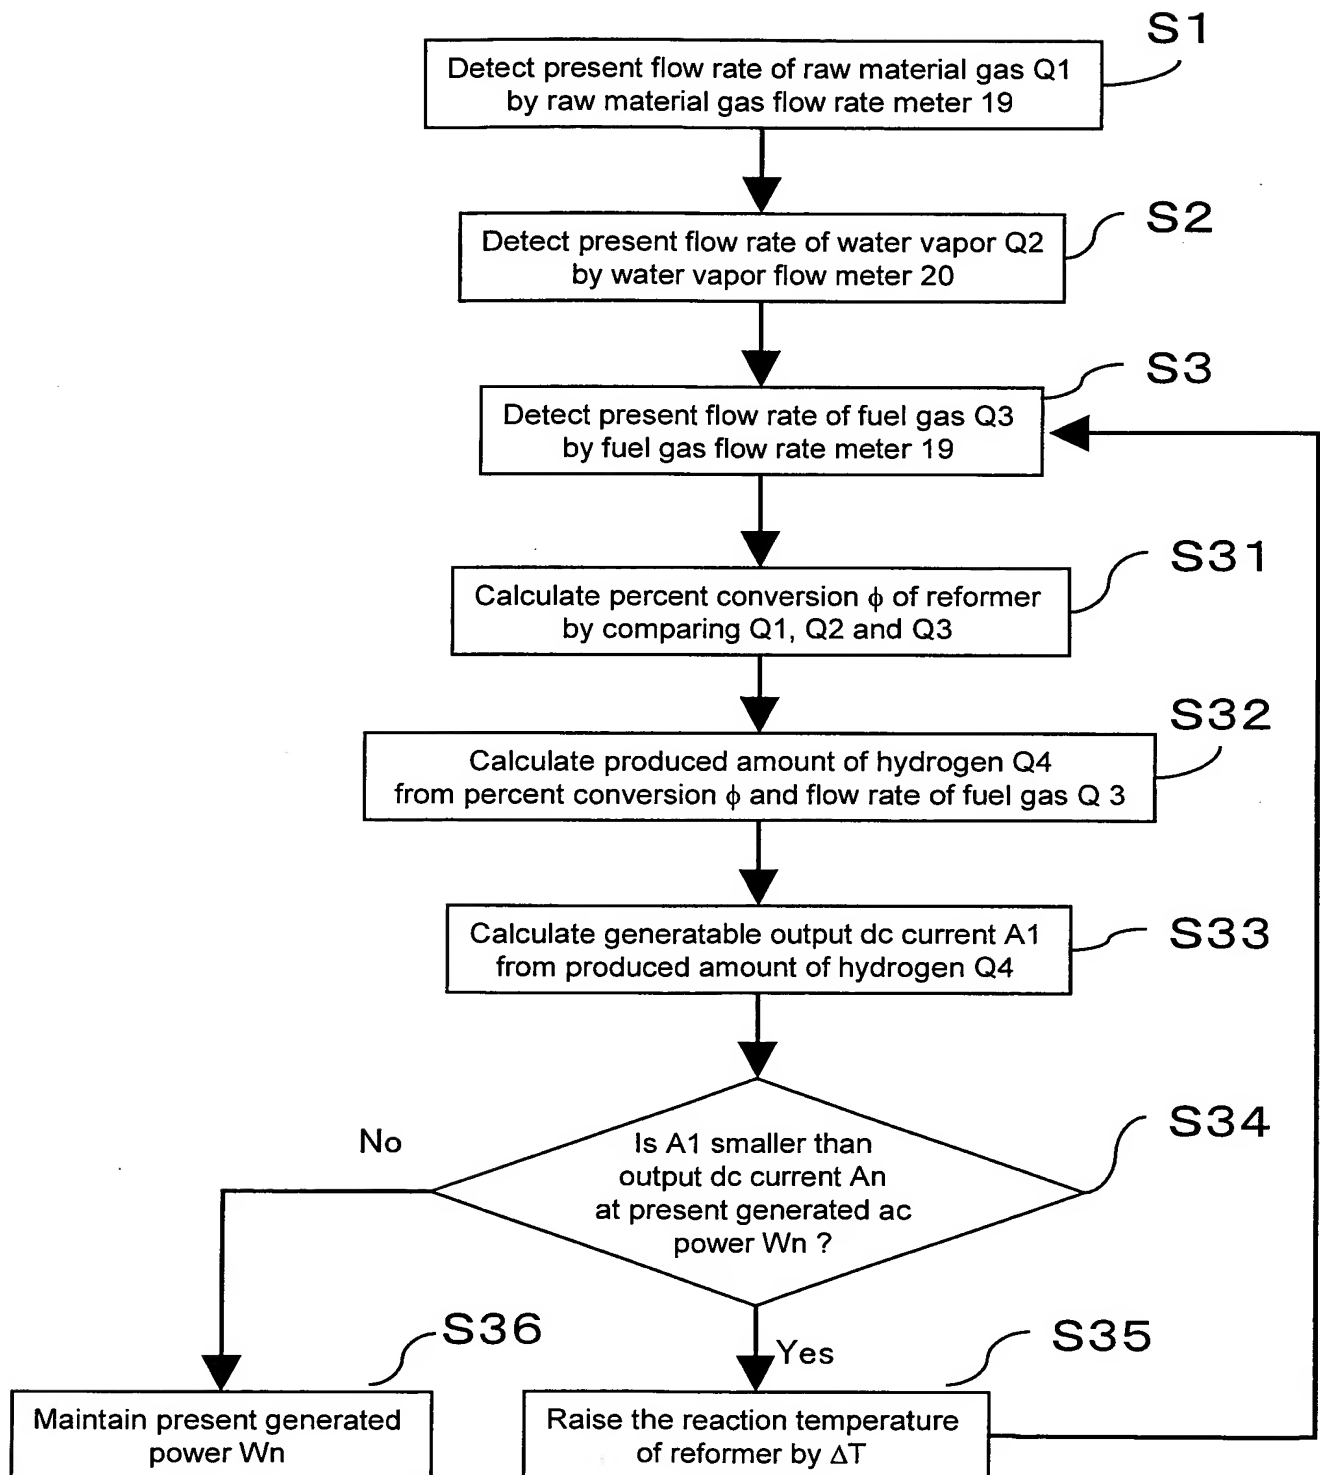 S1
Detect present flow rate of raw material gas Q1
by raw material gas flow rate meter 19
S2
Detect present flow rate of water vapor Q2
by water vapor flow meter 20
S3
Detect present flow rate of fuel gas Q3
by fuel gas flow rate meter 19
S31
Calculate percent conversion ϕ of reformer
by comparing Q1, Q2 and Q3
S32
Calculate produced amount of hydrogen Q4
from percent conversion ϕ and flow rate of fuel gas Q 3
S33
Calculate generatable output dc current A1
from produced amount of hydrogen Q4
S34
No
Is A1 smaller than
output dc current An
at present generated ac
power Wn ?
S36
Yes
S35
Maintain present generated
power Wn
Raise the reaction temperature
of reformer by ΔT